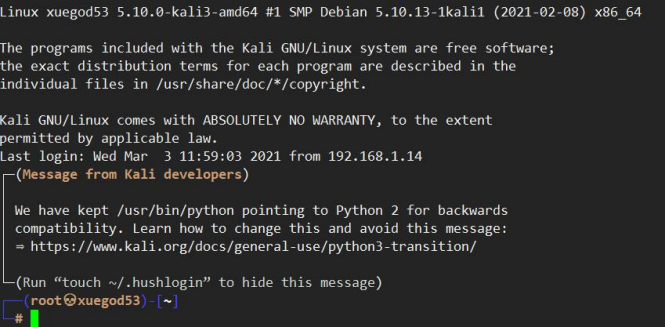 Linux xuegod53 5.10.0-kali3-amd64 #1 SMP Debian 5.10.13-1kali1 (2021-02-08) x86_64
The programs included with the Kali GNU/Linux system are free software;
the exact distribution terms for each program are described in the
individual files in /usr/share/doc/*/copyright.
Kali GNU/Linux comes with ABSOLUTELY NO WARRANTY, to the extent
permitted by applicable law.
Last login: Wed Mar  3 11:59:03 2021 from 192.168.1.14
┌─(Message from Kali developers)
│ We have kept /usr/bin/python pointing to Python 2 for backwards
│ compatibility. Learn how to change this and avoid this message:
│ ⇒ https://www.kali.org/docs/general-use/python3-transition/
└─(Run “touch ~/.hushlogin” to hide this message)
┌──(root💀xuegod53)-[~]
└─#